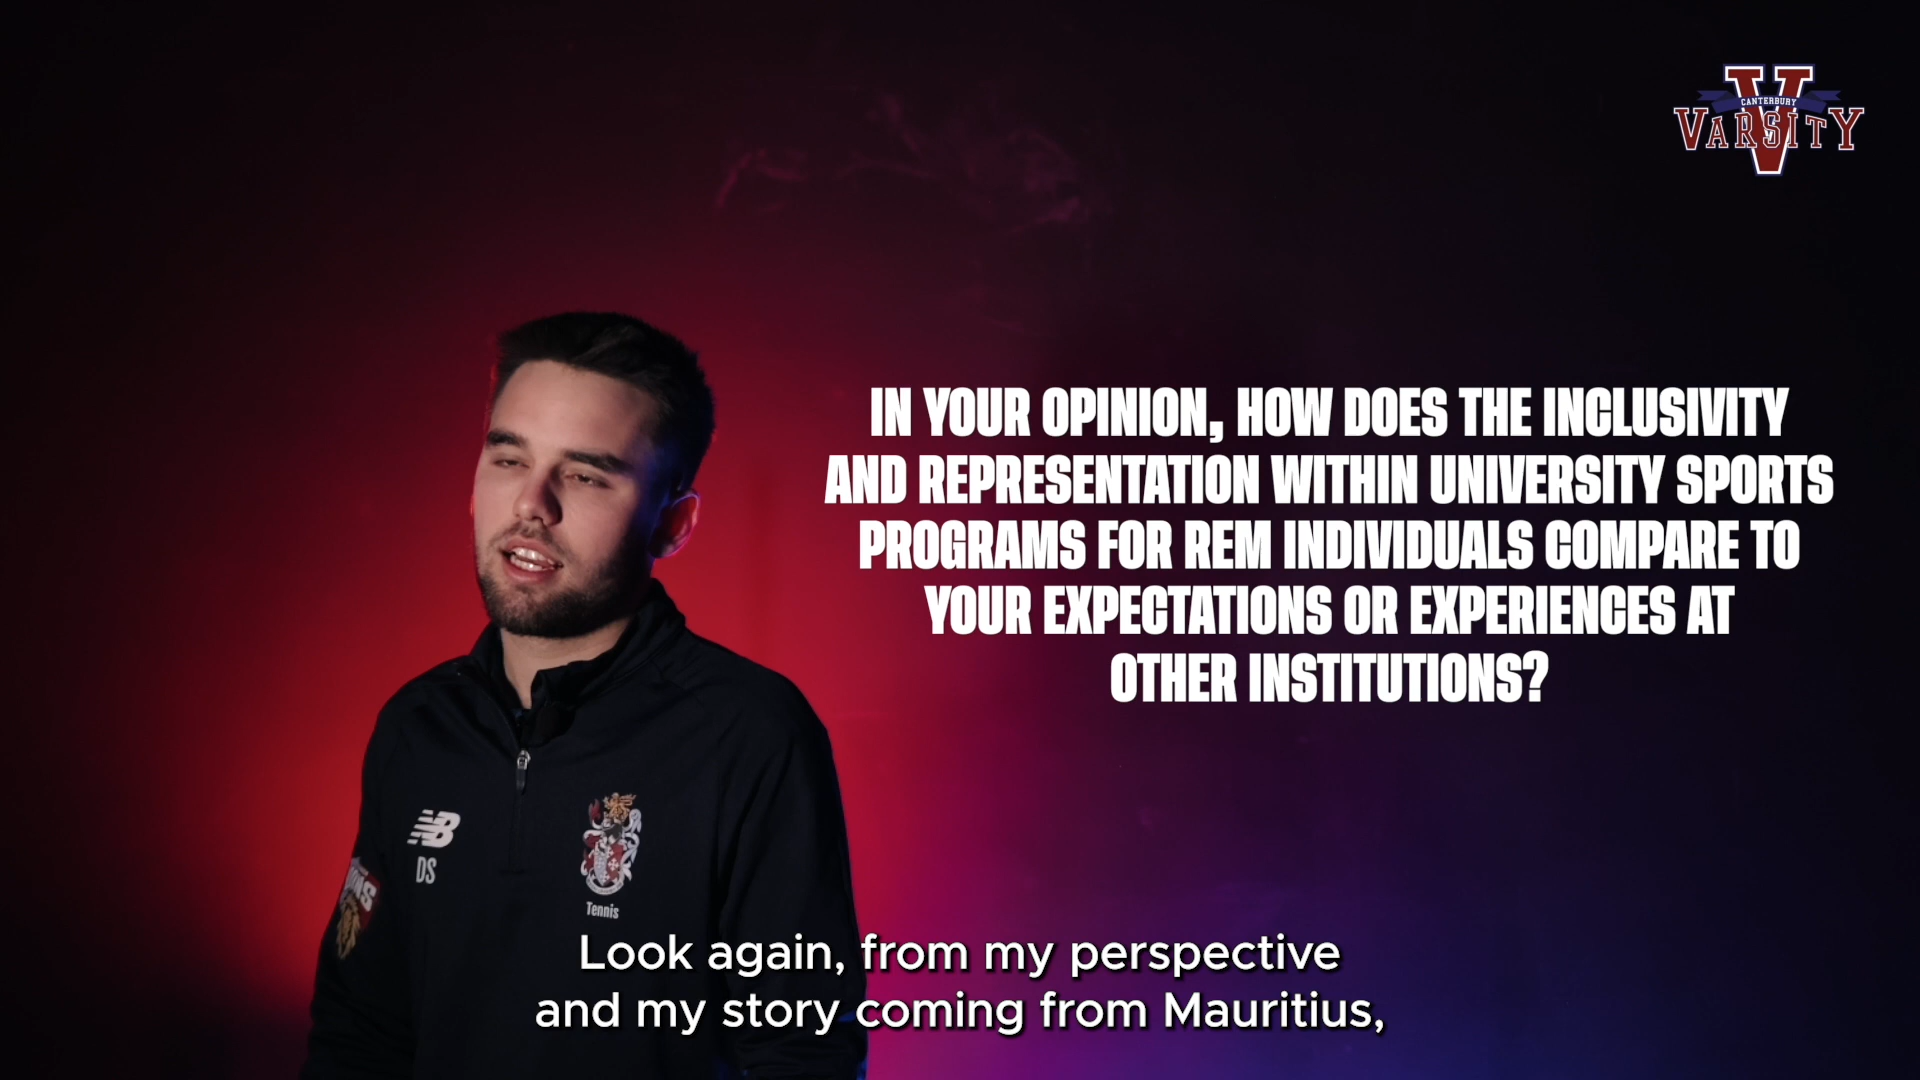 CANTERBURY
VARSITY
IN YOUR OPINION, HOW DOES THE INCLUSIVITY
AND REPRESENTATION WITHIN UNIVERSITY SPORTS
PROGRAMS FOR REM INDIVIDUALS COMPARE TO
YOUR EXPECTATIONS OR EXPERIENCES AT
OTHER INSTITUTIONS?
NB
DS
Tennis
Look again, from my perspective
and my story coming from Mauritius,